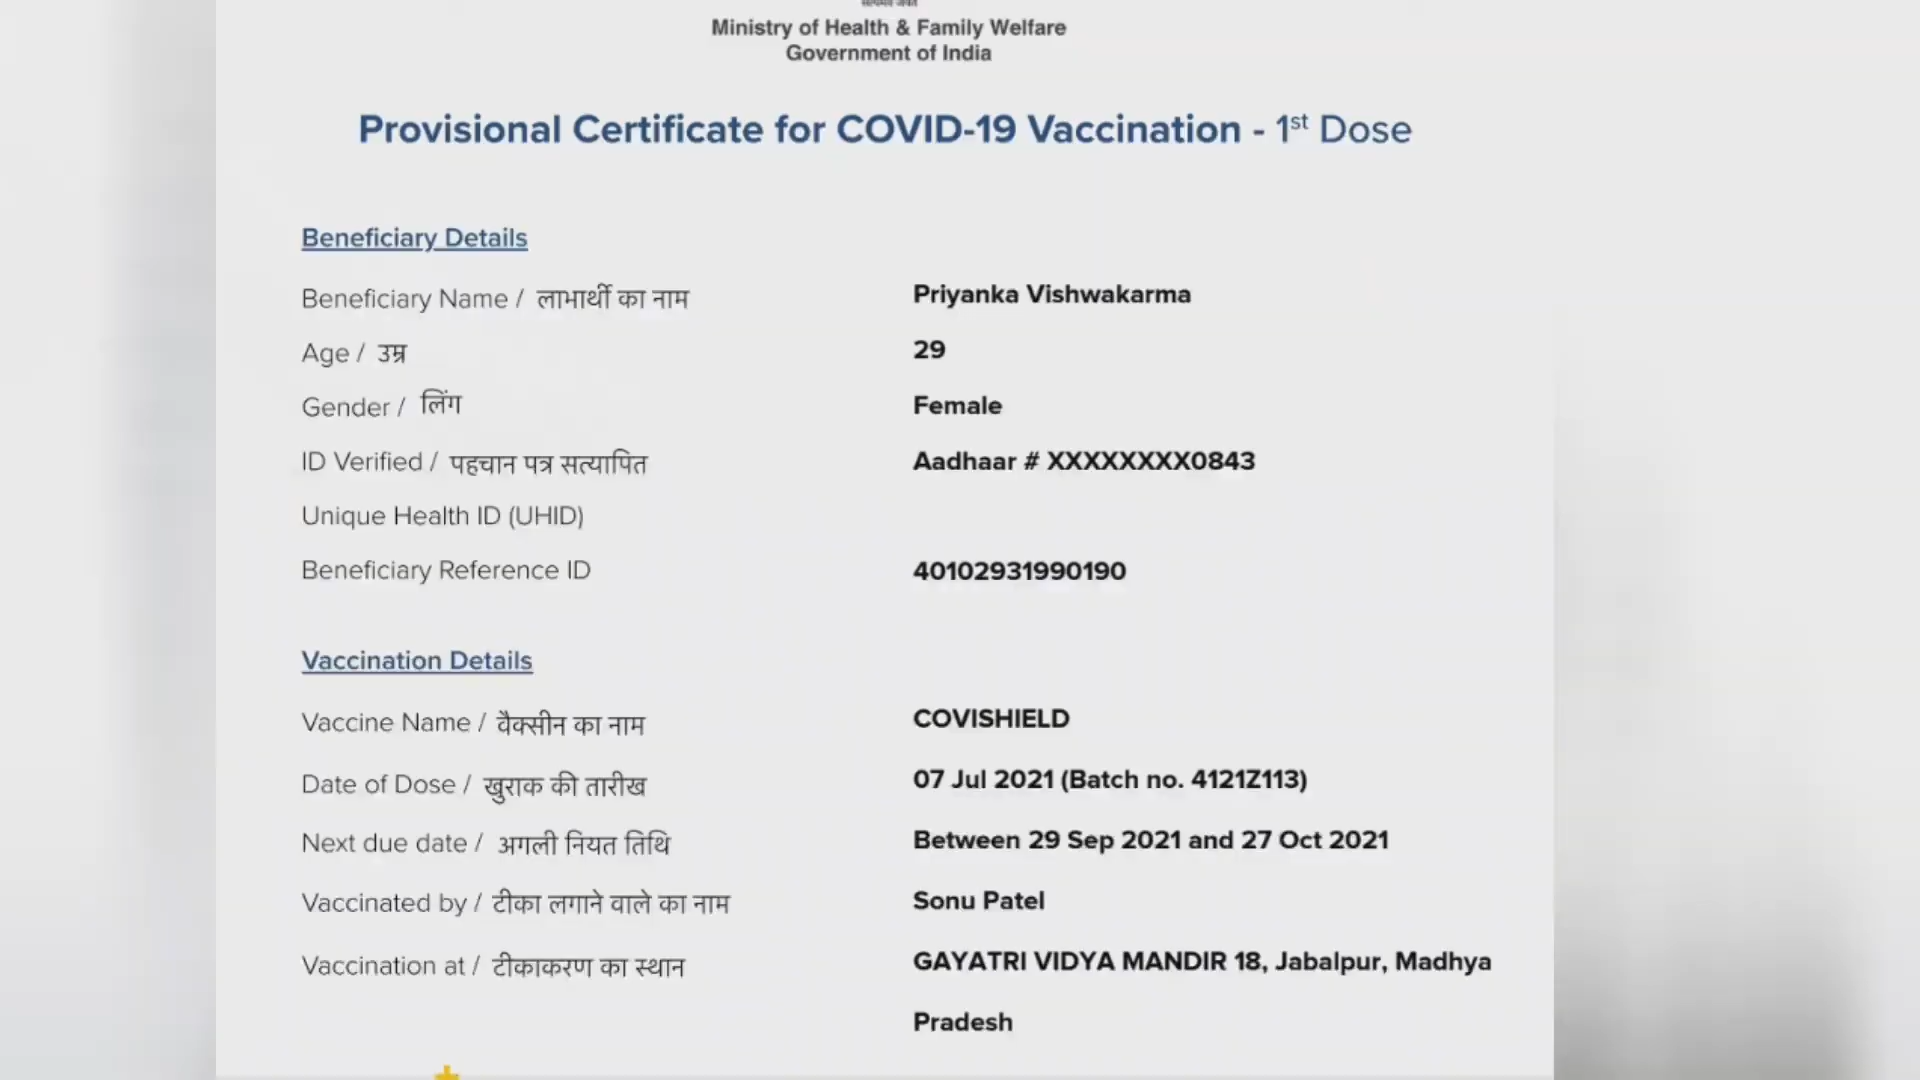 Ministry of Health & Family Welfare
Government of India
Provisional Certificate for COVID-19 Vaccination - 1st Dose
Beneficiary Details
Beneficiary Name / लाभार्थी का नाम Priyanka Vishwakarma
Age / उम्र 29
Gender / लिंग Female
ID Verified / पहचान पत्र सत्यापित Aadhaar # XXXXXXXX0843
Unique Health ID (UHID)
Beneficiary Reference ID 40102931990190
Vaccination Details
Vaccine Name / वैक्सीन का नाम COVISHIELD
Date of Dose / खुराक की तारीख 07 Jul 2021 (Batch no. 4121Z113)
Next due date / अगली नियत तिथि Between 29 Sep 2021 and 27 Oct 2021
Vaccinated by / टीका लगाने वाले का नाम Sonu Patel
Vaccination at / टीकाकरण का स्थान GAYATRI VIDYA MANDIR 18, Jabalpur, Madhya
Pradesh